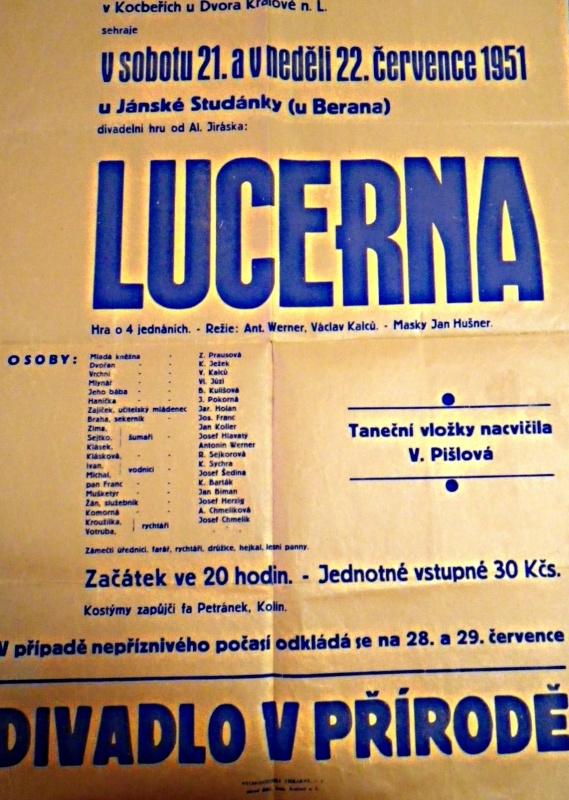 v Kocbeřích u Dvora Králové n. L.
sehraje
v sobotu 21. a v neděli 22. července 1951
u Jánské Studánky (u Berana)
divadelní hru od Al. Jiráska:
LUCERNA
Hra o 4 jednáních. - Režie: Ant. Werner, Václav Kalců. - Masky Jan Hušner.
OSOBY:
Mladá kněžna - Z. Prausová
Dvořan - K. Ježek
Vrchní - V. Kalců
Mlynář - Vl. Jůzl
Jeho bába - B. Kulišová
Hanička - J. Pokorná
Zajíček, učitelský mládenec - Jar. Holan
Braha, sekerník - Jos. Franc
Zima, Jan Koller
Sejtko, šumaři - Josef Hlavatý
Klásek, Antonín Werner
Klásková, - R. Sejkorová
Ivan, K. Sychra
Michal, vodníci - Josef Šedina
pan Franc - K. Barták
Mušketýr - Jan Biman
Žan, služebník - Josef Herzig
Komorná - A. Chmelíková
Kroužilka, rychtáři - Josef Chmelík
Votruba, -
Taneční vložky nacvičila
V. Pišlová
Zámečtí úředníci, farář, rychtáři, drůžice, hejkal, lesní panny.
Začátek ve 20 hodin. - Jednotné vstupné 30 Kčs.
Kostýmy zapůjčí fa Petránek, Kolín.
V případě nepříznivého počasí odkládá se na 28. a 29. července
DIVADLO V PŘÍRODĚ